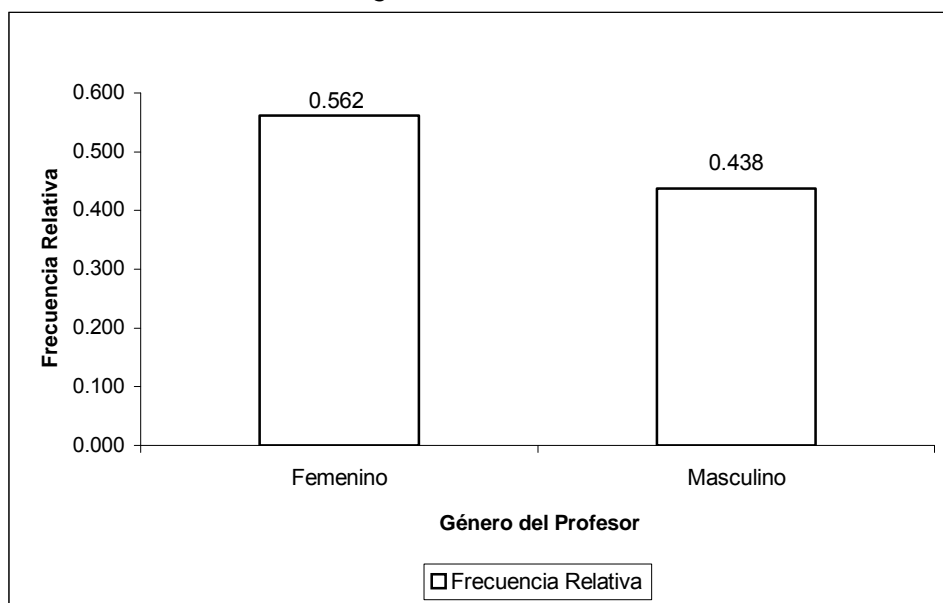 0.600
0.500
0.400
0.300
0.200
0.100
0.000
Frecuencia Relativa
0.562
0.438
Femenino
Masculino
Género del Profesor
Frecuencia Relativa